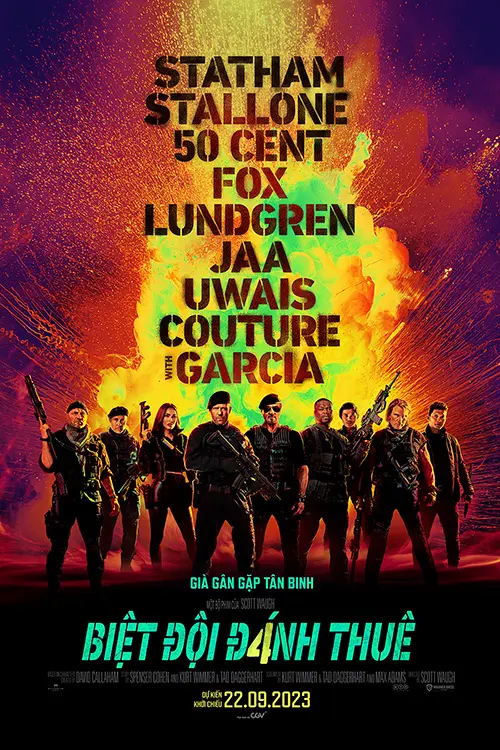 STATHAM
STALLONE
50 CENT
FOX
LUNDGREN
JAA
UWAIS
COUTURE
WITH GARCIA
GIÀ GÂN GẶP TÂN BINH
MỘT BỘ PHIM CỦA SCOTT WAUGH
BIỆT ĐỘI Đ4NH THUÊ
DAVID CALLAHAM SPENSER COHEN AND KURT WIMMER & TAD DAGGERHART KURT WIMMER & TAD DAGGERHART AND MAX ADAMS SCOTT WAUGH
DỰ KIẾN
KHỞI CHIẾU 22.09.2023
CGV